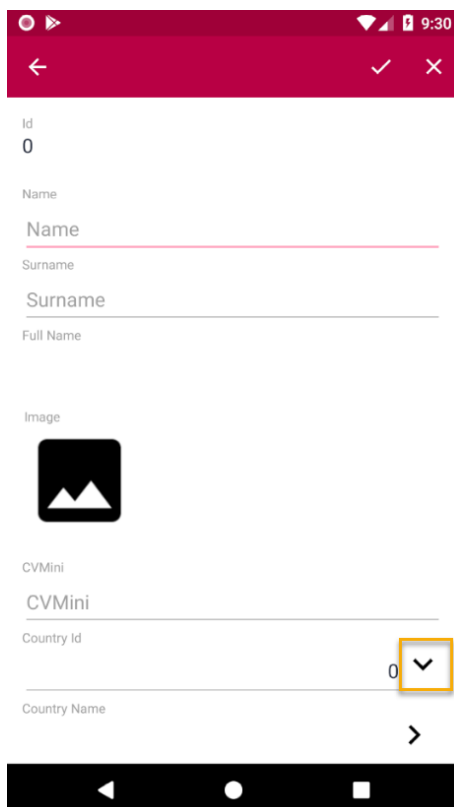 9:30
Id
0
Name
Name
Surname
Surname
Full Name
Image
CVMini
CVMini
Country Id
0
Country Name